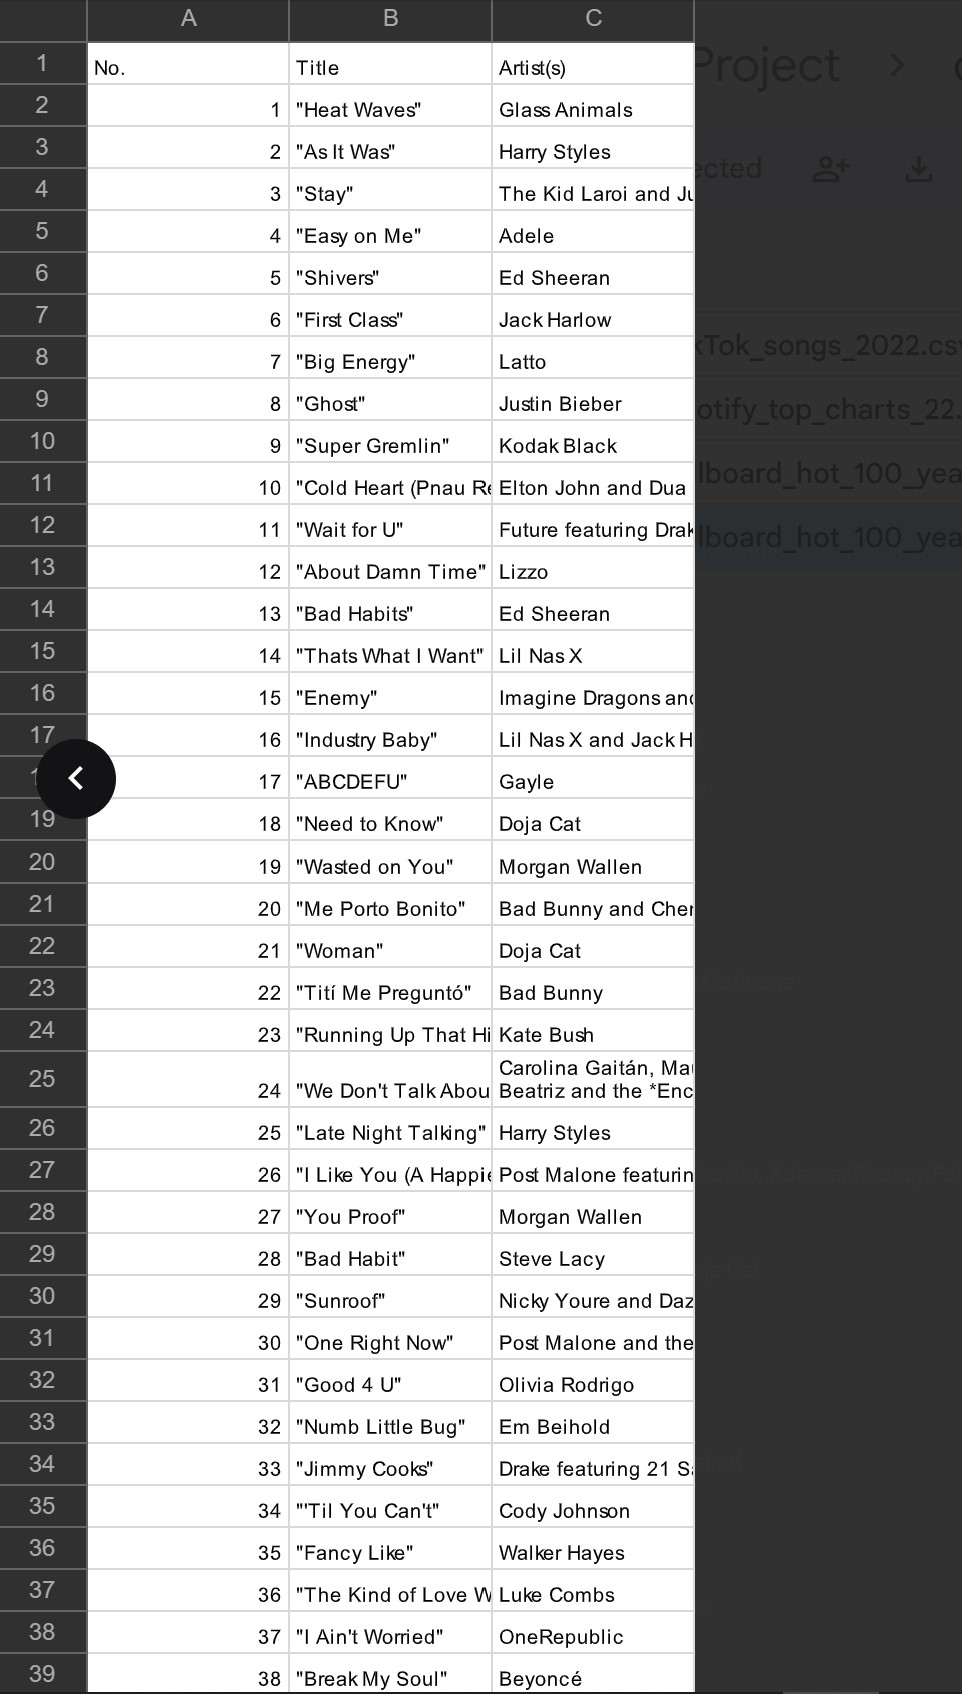 A B C
1 No. Title Artist(s)
2 1 "Heat Waves" Glass Animals
3 2 "As It Was" Harry Styles
4 3 "Stay" The Kid Laroi and Ju
5 4 "Easy on Me" Adele
6 5 "Shivers" Ed Sheeran
7 6 "First Class" Jack Harlow
8 7 "Big Energy" Latto
9 8 "Ghost" Justin Bieber
10 9 "Super Gremlin" Kodak Black
11 10 "Cold Heart (Pnau Re Elton John and Dua
12 11 "Wait for U" Future featuring Drak
13 12 "About Damn Time" Lizzo
14 13 "Bad Habits" Ed Sheeran
15 14 "Thats What I Want" Lil Nas X
16 15 "Enemy" Imagine Dragons and
17 16 "Industry Baby" Lil Nas X and Jack H
17 "ABCDEFU" Gayle
19 18 "Need to Know" Doja Cat
20 19 "Wasted on You" Morgan Wallen
21 20 "Me Porto Bonito" Bad Bunny and Cher
22 21 "Woman" Doja Cat
23 22 "Tití Me Preguntó" Bad Bunny
24 23 "Running Up That Hi Kate Bush
Carolina Gaitán, Mau
25 24 "We Don't Talk Abou Beatriz and the *Enc
26 25 "Late Night Talking" Harry Styles
27 26 "I Like You (A Happie Post Malone featurin
28 27 "You Proof" Morgan Wallen
29 28 "Bad Habit" Steve Lacy
30 29 "Sunroof" Nicky Youre and Daz
31 30 "One Right Now" Post Malone and the
32 31 "Good 4 U" Olivia Rodrigo
33 32 "Numb Little Bug" Em Beihold
34 33 "Jimmy Cooks" Drake featuring 21 Sa
35 34 "'Til You Can't" Cody Johnson
36 35 "Fancy Like" Walker Hayes
37 36 "The Kind of Love W Luke Combs
38 37 "I Ain't Worried" OneRepublic
39 38 "Break My Soul" Beyoncé
Project
ected
kTok_songs_2022.csv
otify_top_charts_22.
lboard_hot_100_yea
lboard_hot_100_yea